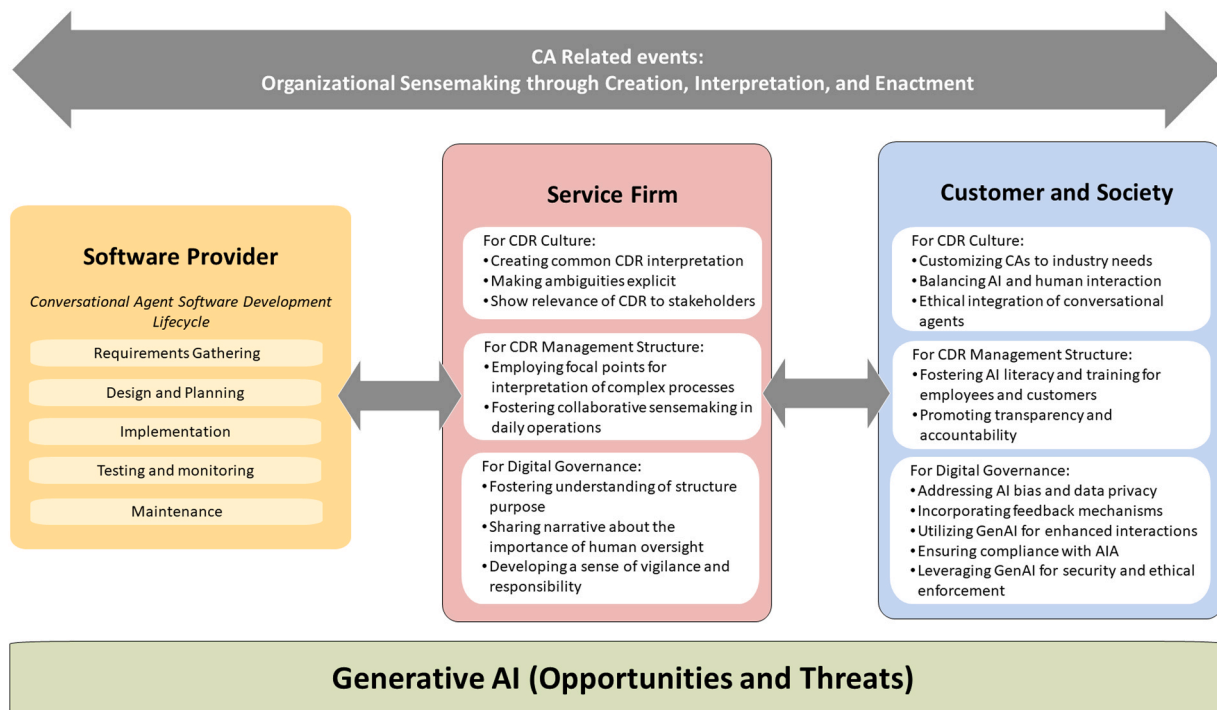 CA Related events:
Organizational Sensemaking through Creation, Interpretation, and Enactment
Software Provider
Conversational Agent Software Development
Lifecycle
Requirements Gathering
Design and Planning
Implementation
Testing and monitoring
Maintenance
Service Firm
For CDR Culture:
•Creating common CDR interpretation
•Making ambiguities explicit
•Show relevance of CDR to stakeholders
For CDR Management Structure:
•Employing focal points for
interpretation of complex processes
•Fostering collaborative sensemaking in
daily operations
For Digital Governance:
•Fostering understanding of structure
purpose
•Sharing narrative about the
importance of human oversight
•Developing a sense of vigilance and
responsibility
Customer and Society
For CDR Culture:
•Customizing CAs to industry needs
•Balancing AI and human interaction
•Ethical integration of conversational
agents
For CDR Management Structure:
•Fostering AI literacy and training for
employees and customers
•Promoting transparency and
accountability
For Digital Governance:
•Addressing AI bias and data privacy
•Incorporating feedback mechanisms
•Utilizing GenAI for enhanced interactions
•Ensuring compliance with AIA
•Leveraging GenAI for security and ethical
enforcement
Generative AI (Opportunities and Threats)